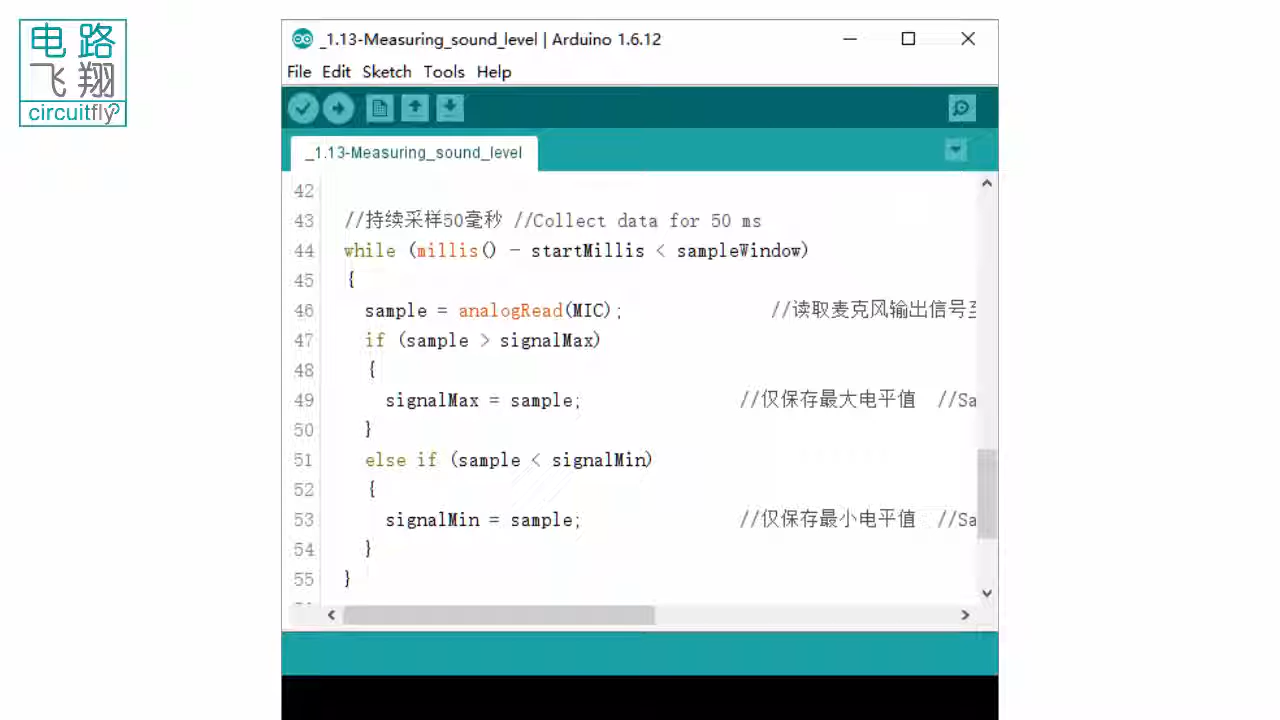 电路
飞翔
circuitfly
_1.13-Measuring_sound_level | Arduino 1.6.12
File Edit Sketch Tools Help
_1.13-Measuring_sound_level
42
43 //持续采样50毫秒 //Collect data for 50 ms
44 while (millis() - startMillis < sampleWindow)
45 {
46 sample = analogRead(MIC); //读取麦克风输出信号至
47 if (sample > signalMax)
48 {
49 signalMax = sample; //仅保存最大电平值 //Sa
50 }
51 else if (sample < signalMin)
52 {
53 signalMin = sample; //仅保存最小电平值 //Sa
54 }
55 }